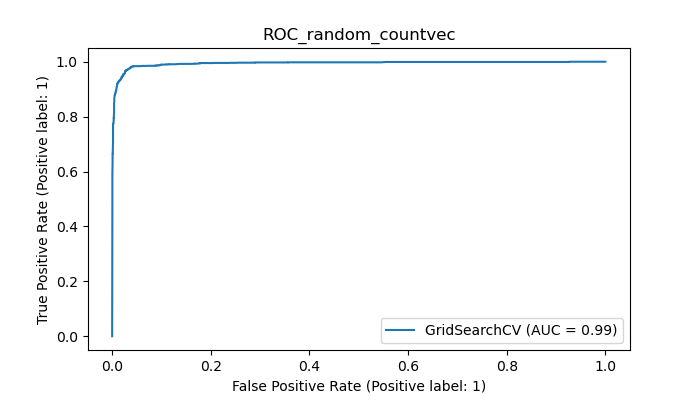 ROC_random_countvec
1.0
0.8
0.6
0.4
0.2
0.0
True Positive Rate (Positive label: 1)
GridSearchCV (AUC = 0.99)
0.0 0.2 0.4 0.6 0.8 1.0
False Positive Rate (Positive label: 1)